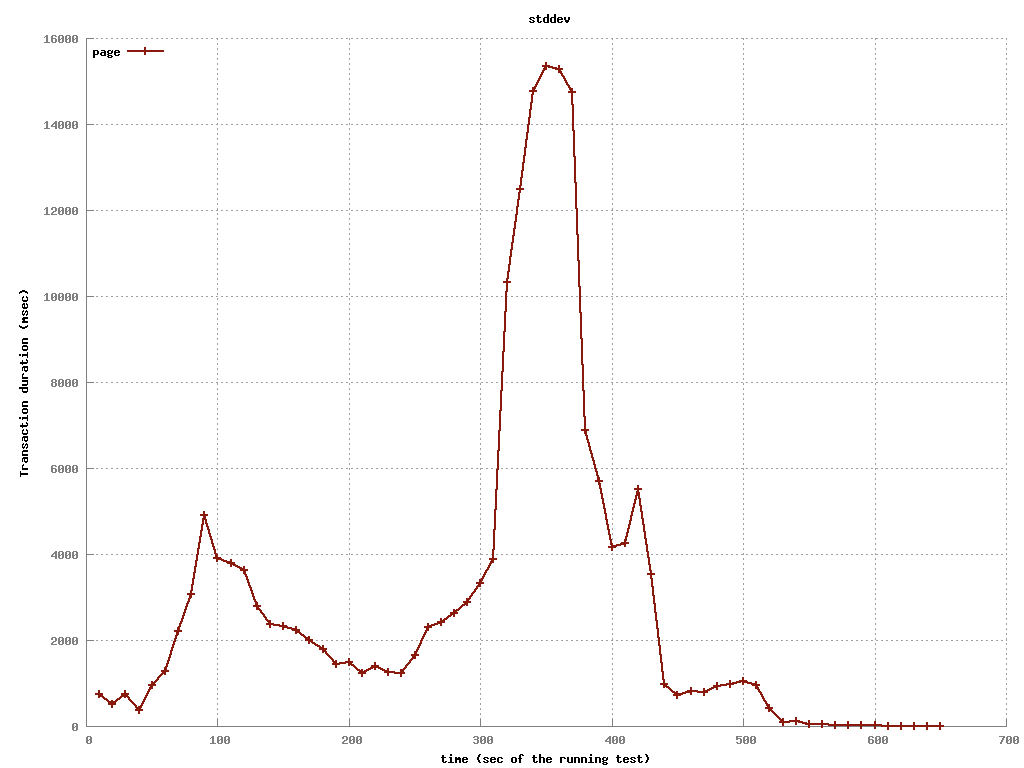 stddev
page
16000
14000
12000
10000
8000
6000
4000
2000
0
Transaction duration (msec)
0 100 200 300 400 500 600 700
time (sec of the running test)